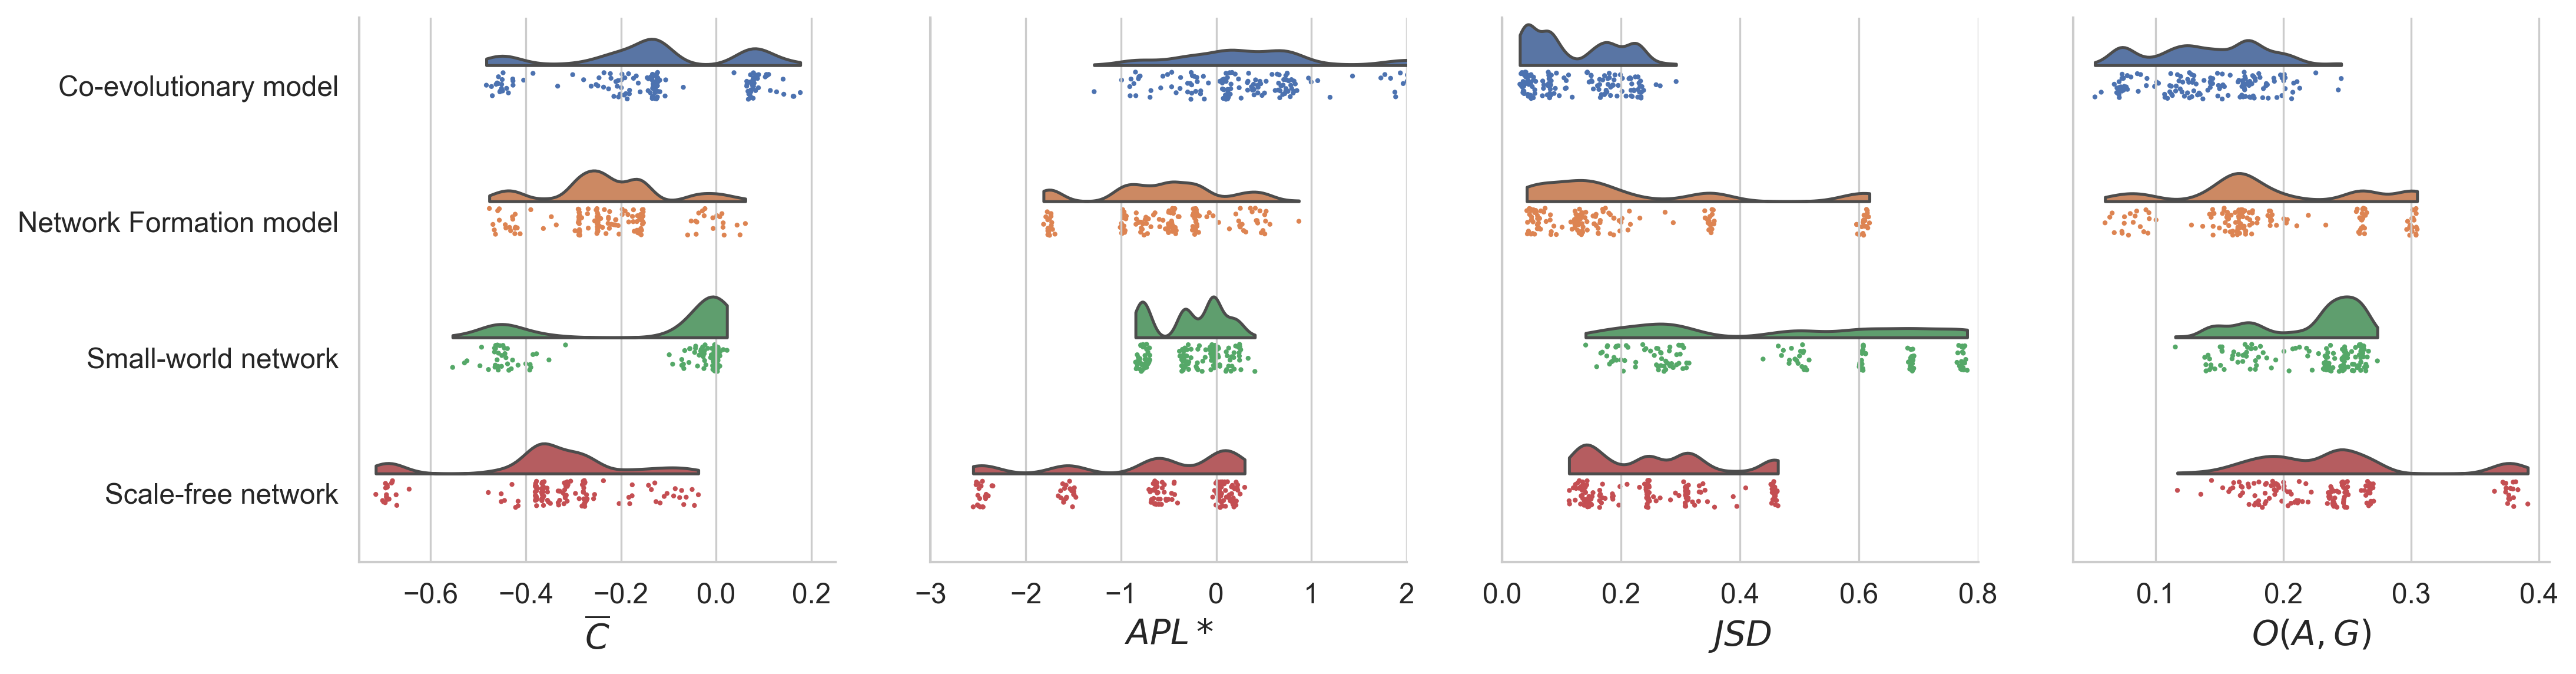 Co-evolutionary model
Network Formation model
Small-world network
Scale-free network
−0.6 −0.4 −0.2 0.0 0.2
C̅
−3 −2 −1 0 1 2
APL *
0.0 0.2 0.4 0.6 0.8
JSD
0.1 0.2 0.3 0.4
O(A, G)